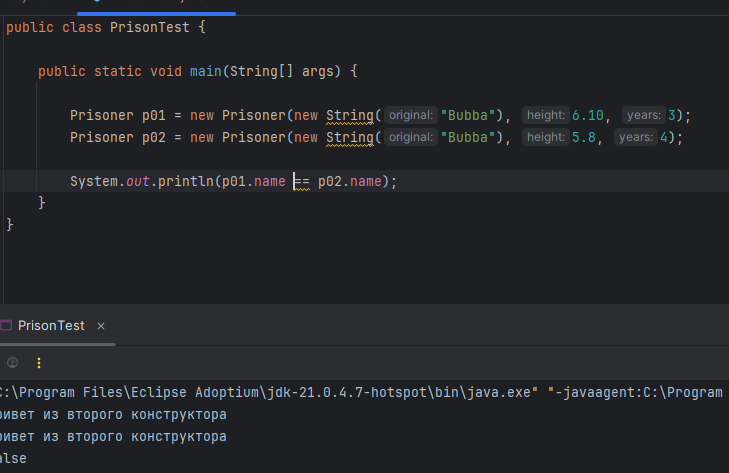 public class PrisonTest {
public static void main(String[] args) {
Prisoner p01 = new Prisoner(new String( original: "Bubba"), height: 6.10, years: 3);
Prisoner p02 = new Prisoner(new String( original: "Bubba"), height: 5.8, years: 4);
System.out.println(p01.name == p02.name);
}
}
PrisonTest ×
C:\Program Files\Eclipse Adoptium\jdk-21.0.4.7-hotspot\bin\java.exe" "-javaagent:C:\Program
ривет из второго конструктора
ривет из второго конструктора
alse